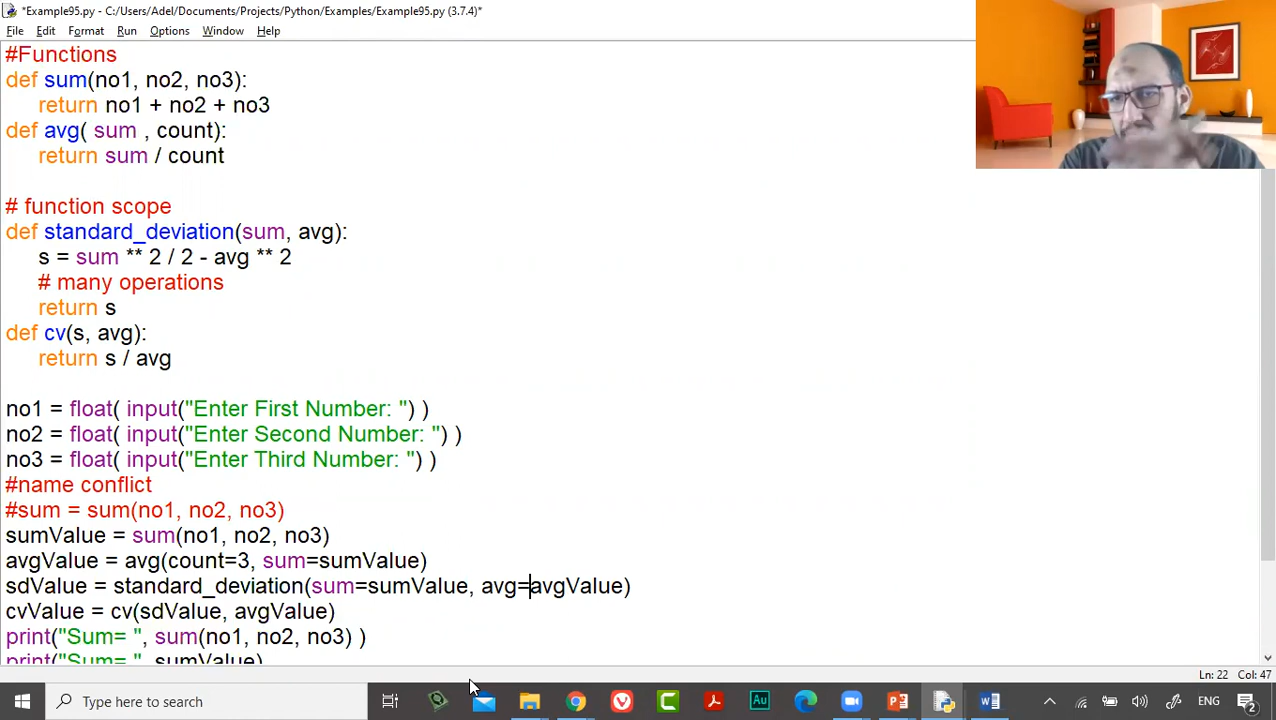 *Example95.py - C:/Users/Adel/Documents/Projects/Python/Examples/Example95.py (3.7.4)*
File Edit Format Run Options Window Help
#Functions
def sum(no1, no2, no3):
return no1 + no2 + no3
def avg( sum , count):
return sum / count
# function scope
def standard_deviation(sum, avg):
s = sum ** 2 / 2 - avg ** 2
# many operations
return s
def cv(s, avg):
return s / avg
no1 = float( input("Enter First Number: ") )
no2 = float( input("Enter Second Number: ") )
no3 = float( input("Enter Third Number: ") )
#name conflict
#sum = sum(no1, no2, no3)
sumValue = sum(no1, no2, no3)
avgValue = avg(count=3, sum=sumValue)
sdValue = standard_deviation(sum=sumValue, avg=avgValue)
cvValue = cv(sdValue, avgValue)
print("Sum= ", sum(no1, no2, no3) )
print("Sum= ", sumValue)
Ln: 22 Col: 47
Type here to search
Au
ENG
2